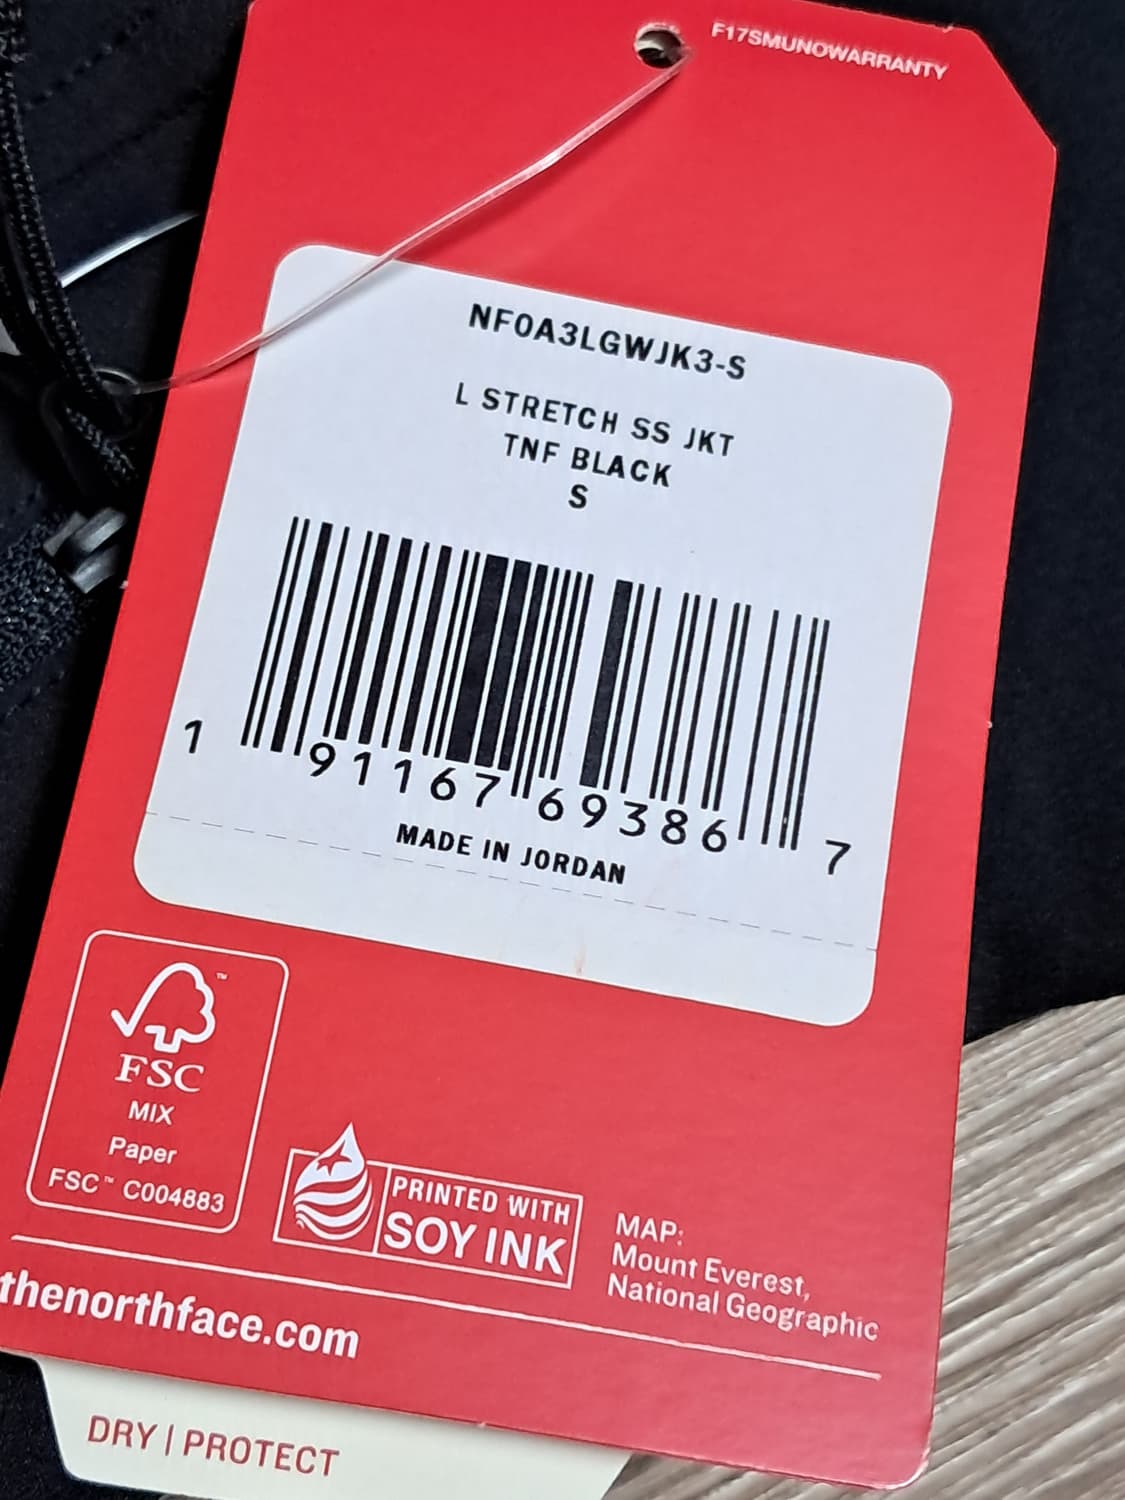 F17SMUNOWARRANTY
NF0A3LGWJK3-S
L STRETCH SS JKT
TNF BLACK
S
1 91167 69386 7
MADE IN JORDAN
FSC
MIX
Paper
FSC™ C004883
PRINTED WITH
SOY INK
MAP:
Mount Everest,
National Geographic
thenorthface.com
DRY | PROTECT